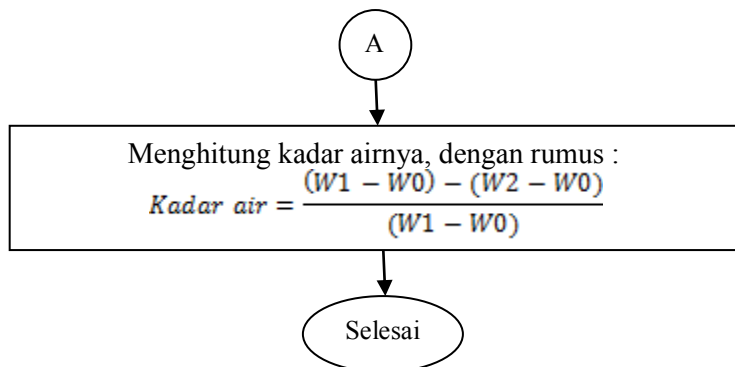 A
Menghitung kadar airnya, dengan rumus :
Kadar air = (W1 − W0) − (W2 − W0) / (W1 − W0)
Selesai